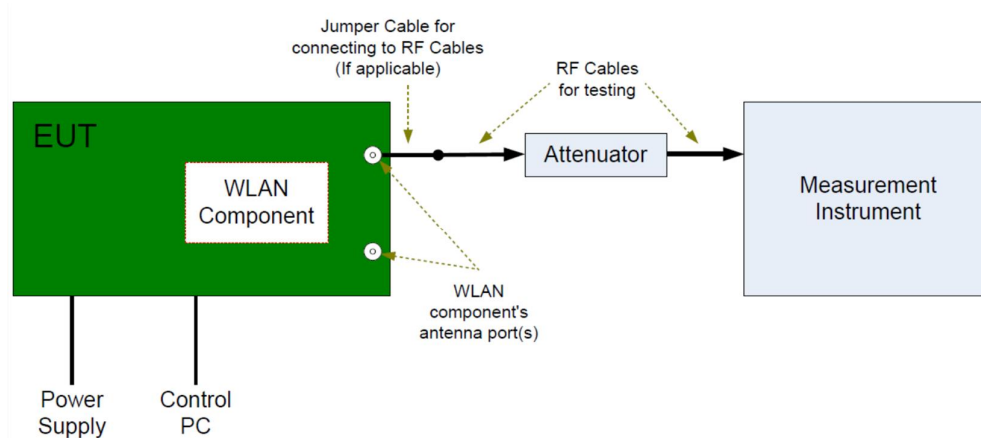 Jumper Cable for
connecting to RF Cables
(If applicable)
RF Cables
for testing
EUT
WLAN
Component
Attenuator
Measurement
Instrument
WLAN
component's
antenna port(s)
Power
Supply
Control
PC